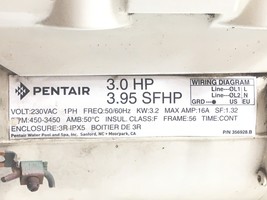 PENTAIR
3.0 HP
3.95 SFHP
WIRING DIAGRAM
Line OL1 L
Line OL2 N
GRD US EU
VOLT:230VAC 1PH FREQ:50/60Hz KW:3.2 MAX AMP:16A SF:1.32
RPM:450-3450 AMB:50°C INSUL. CLASS:F FRAME:56 TIME:CONT
ENCLOSURE:3R-IPX5 BOITIER DE 3R
Pentair Water Pool and Spa, Inc. Sanford, NC • Moorpark, CA
P/N 356928 B